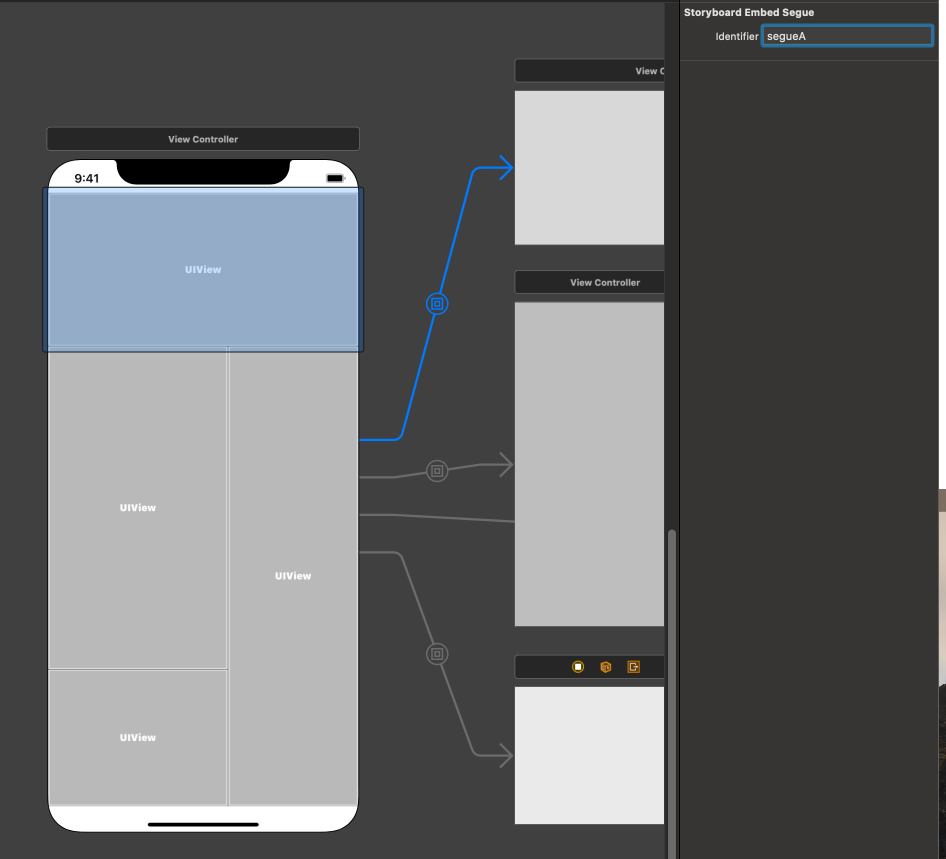 Storyboard Embed Segue
Identifier segueA
View C
View Controller
9:41
UIView
View Controller
UIView
UIView
UIView